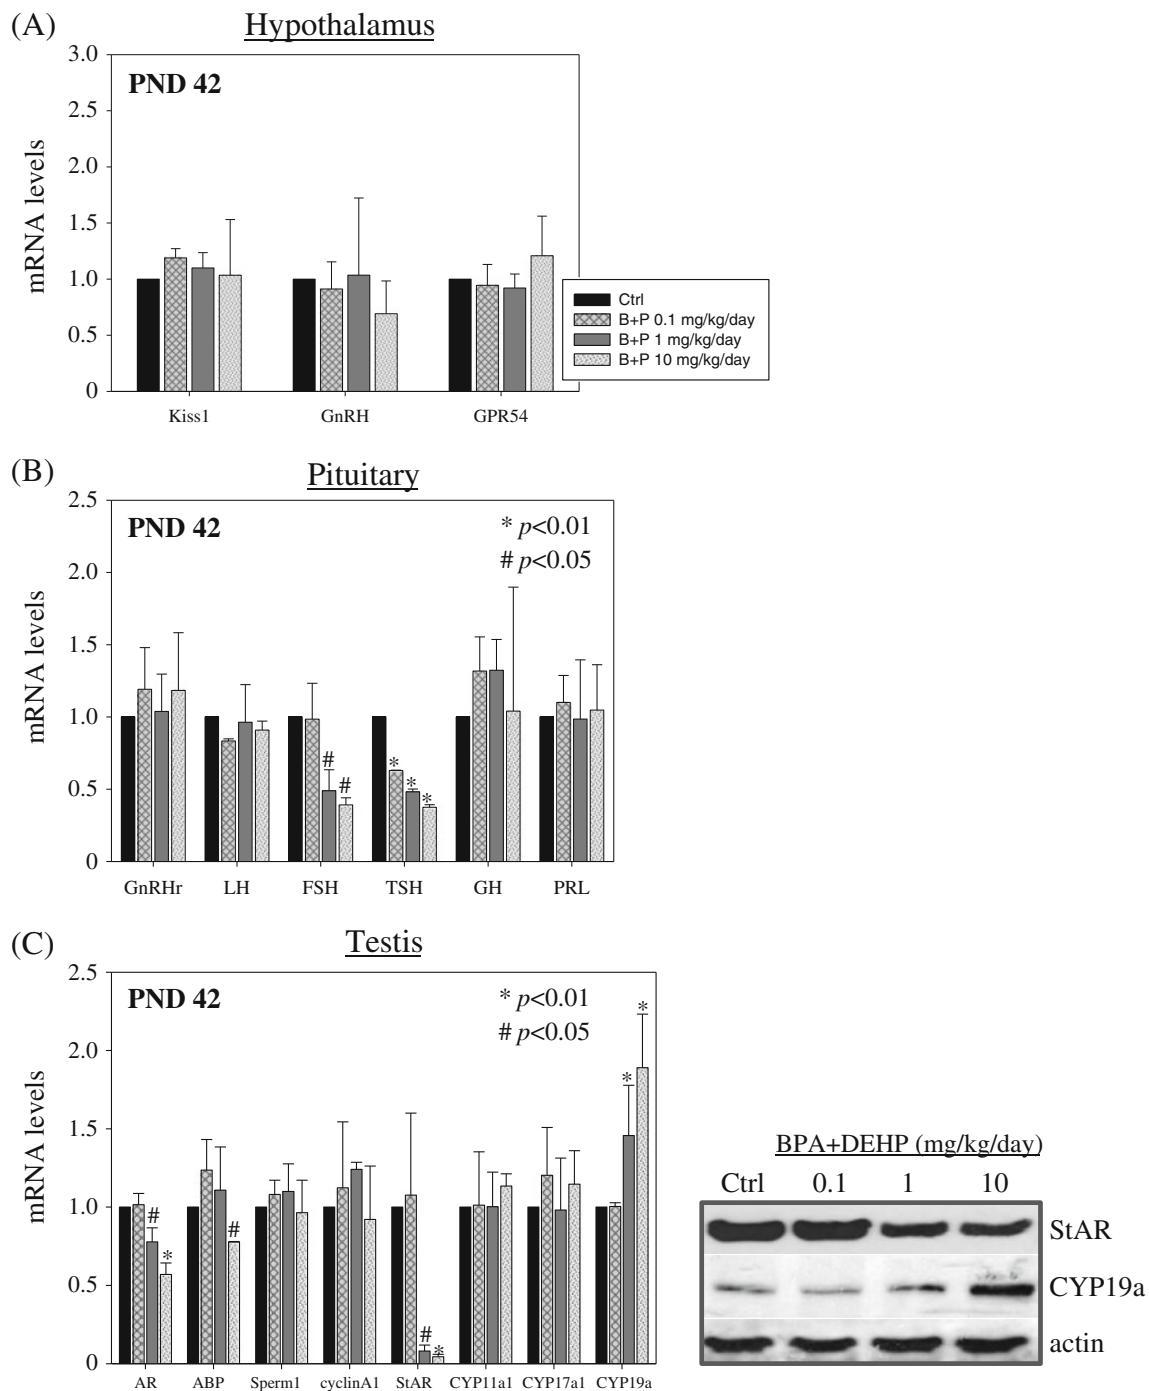 (A)
Hypothalamus
3.0
PND 42
2.5
2.0
1.5
1.0
0.5
0
mRNA levels
Ctrl
B+P 0.1 mg/kg/day
B+P 1 mg/kg/day
B+P 10 mg/kg/day
Kiss1 GnRH GPR54
(B)
Pituitary
2.5
PND 42
* p<0.01
# p<0.05
2.0
1.5
1.0
0.5
0
mRNA levels
# # * * *
GnRHr LH FSH TSH GH PRL
(C)
Testis
2.5
PND 42
* p<0.01
# p<0.05
2.0
1.5
1.0
0.5
0
mRNA levels
# * # # * * *
AR ABP Sperm1 cyclinA1 StAR CYP11a1 CYP17a1 CYP19a
BPA+DEHP (mg/kg/day)
Ctrl 0.1 1 10
StAR
CYP19a
actin